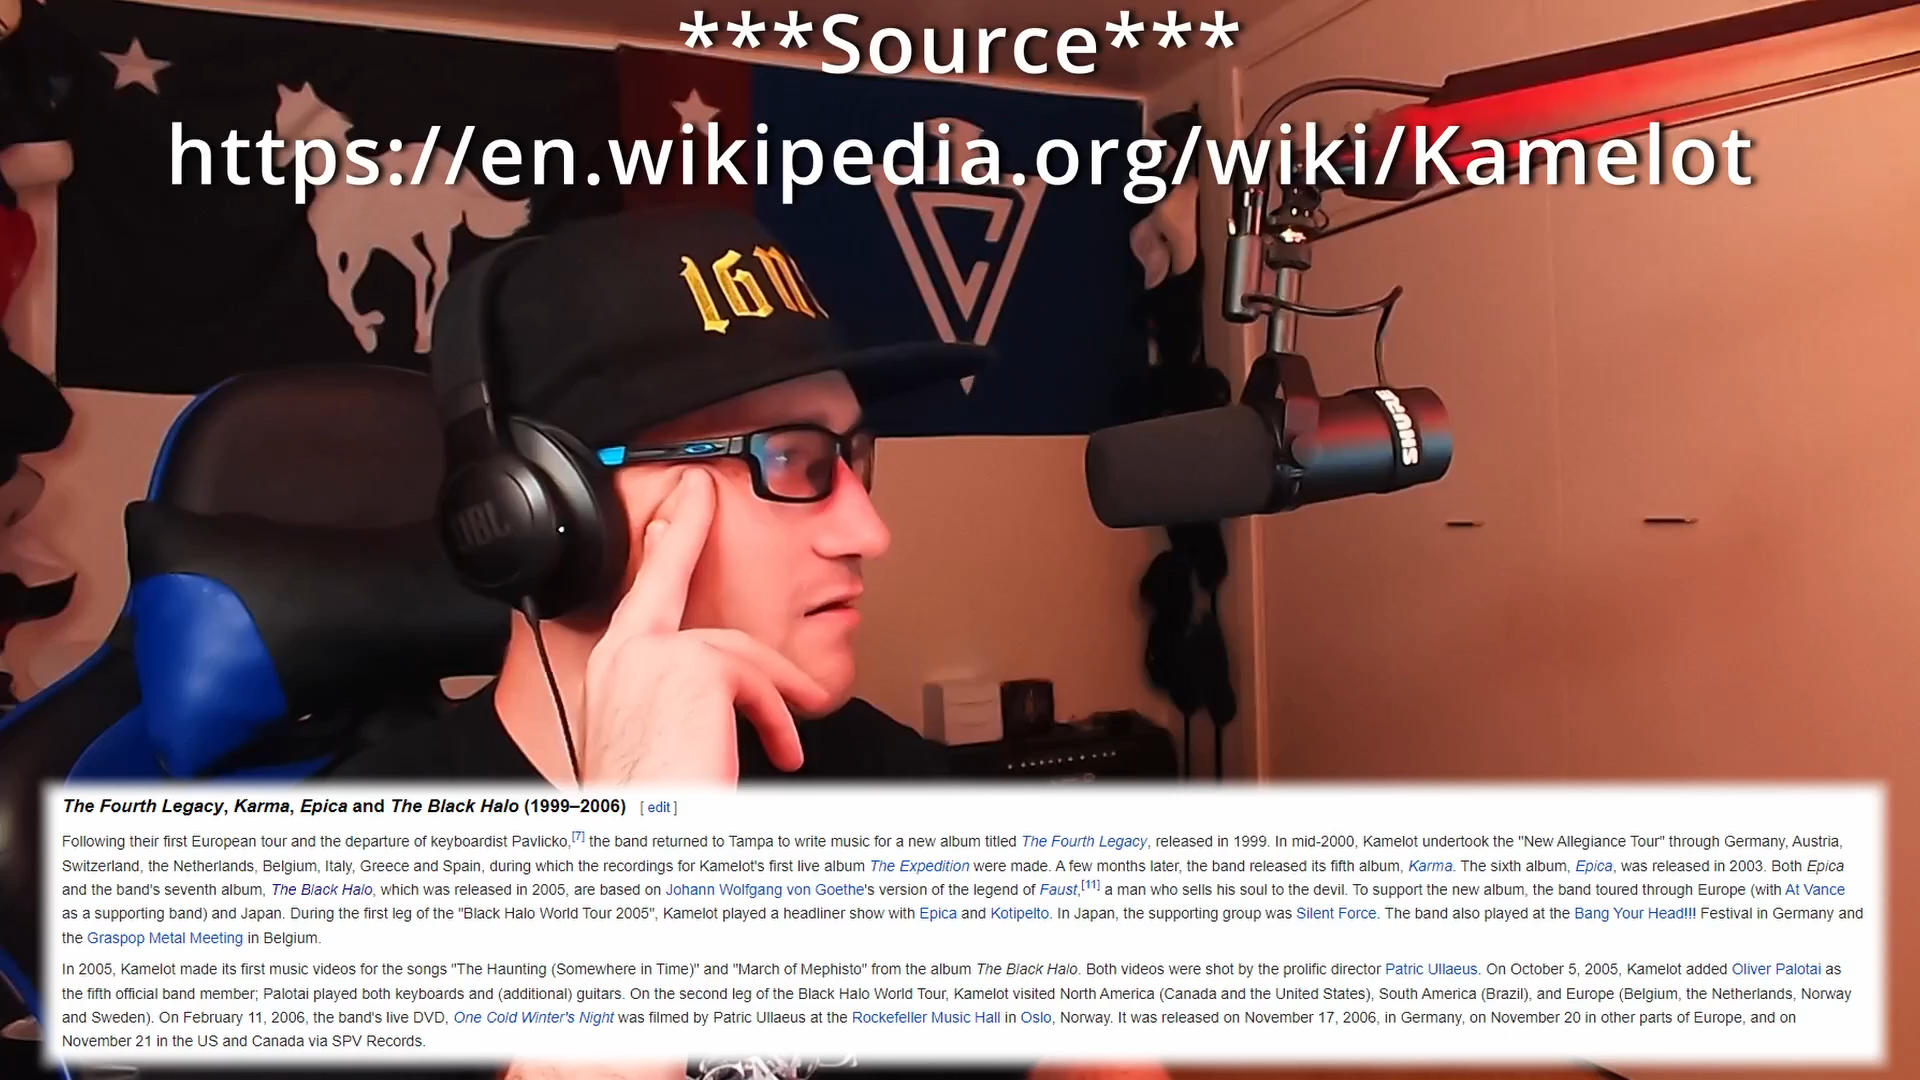 ***Source***
https://en.wikipedia.org/wiki/Kamelot
SHURE
JBL
The Fourth Legacy, Karma, Epica and The Black Halo (1999–2006) [ edit ]
Following their first European tour and the departure of keyboardist Pavlicko,[7] the band returned to Tampa to write music for a new album titled The Fourth Legacy, released in 1999. In mid-2000, Kamelot undertook the "New Allegiance Tour" through Germany, Austria,
Switzerland, the Netherlands, Belgium, Italy, Greece and Spain, during which the recordings for Kamelot's first live album The Expedition were made. A few months later, the band released its fifth album, Karma. The sixth album, Epica, was released in 2003. Both Epica
and the band's seventh album, The Black Halo, which was released in 2005, are based on Johann Wolfgang von Goethe's version of the legend of Faust,[11] a man who sells his soul to the devil. To support the new album, the band toured through Europe (with At Vance
as a supporting band) and Japan. During the first leg of the "Black Halo World Tour 2005", Kamelot played a headliner show with Epica and Kotipelto. In Japan, the supporting group was Silent Force. The band also played at the Bang Your Head!!! Festival in Germany and
the Graspop Metal Meeting in Belgium.
In 2005, Kamelot made its first music videos for the songs "The Haunting (Somewhere in Time)" and "March of Mephisto" from the album The Black Halo. Both videos were shot by the prolific director Patric Ullaeus. On October 5, 2005, Kamelot added Oliver Palotai as
the fifth official band member; Palotai played both keyboards and (additional) guitars. On the second leg of the Black Halo World Tour, Kamelot visited North America (Canada and the United States), South America (Brazil), and Europe (Belgium, the Netherlands, Norway
and Sweden). On February 11, 2006, the band's live DVD, One Cold Winter's Night was filmed by Patric Ullaeus at the Rockefeller Music Hall in Oslo, Norway. It was released on November 17, 2006, in Germany, on November 20 in other parts of Europe, and on
November 21 in the US and Canada via SPV Records.